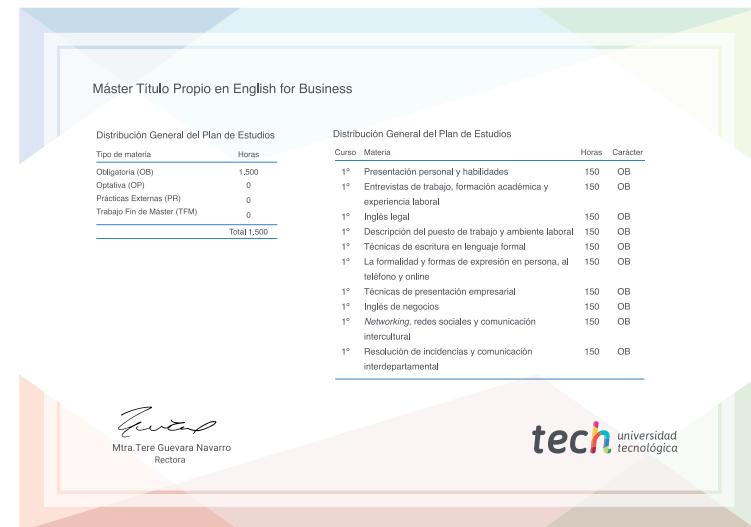 Máster Título Propio en English for Business
Distribución General del Plan de Estudios
Tipo de materia Horas
Obligatoria (OB) 1.500
Optativa (OP) 0
Prácticas Externas (PR) 0
Trabajo Fin de Máster (TFM) 0
Total 1,500
Distribución General del Plan de Estudios
Curso Materia Horas Carácter
1º Presentación personal y habilidades 150 OB
1º Entrevistas de trabajo, formación académica y 150 OB
experiencia laboral
1º Inglés legal 150 OB
1º Descripción del puesto de trabajo y ambiente laboral 150 OB
1º Técnicas de escritura en lenguaje formal 150 OB
1º La formalidad y formas de expresión en persona, al 150 OB
teléfono y online
1º Técnicas de presentación empresarial 150 OB
1º Inglés de negocios 150 OB
1º Networking, redes sociales y comunicación 150 OB
intercultural
1º Resolución de incidencias y comunicación 150 OB
interdepartamental
Mtra.Tere Guevara Navarro
Rectora
tech universidad
tecnológica